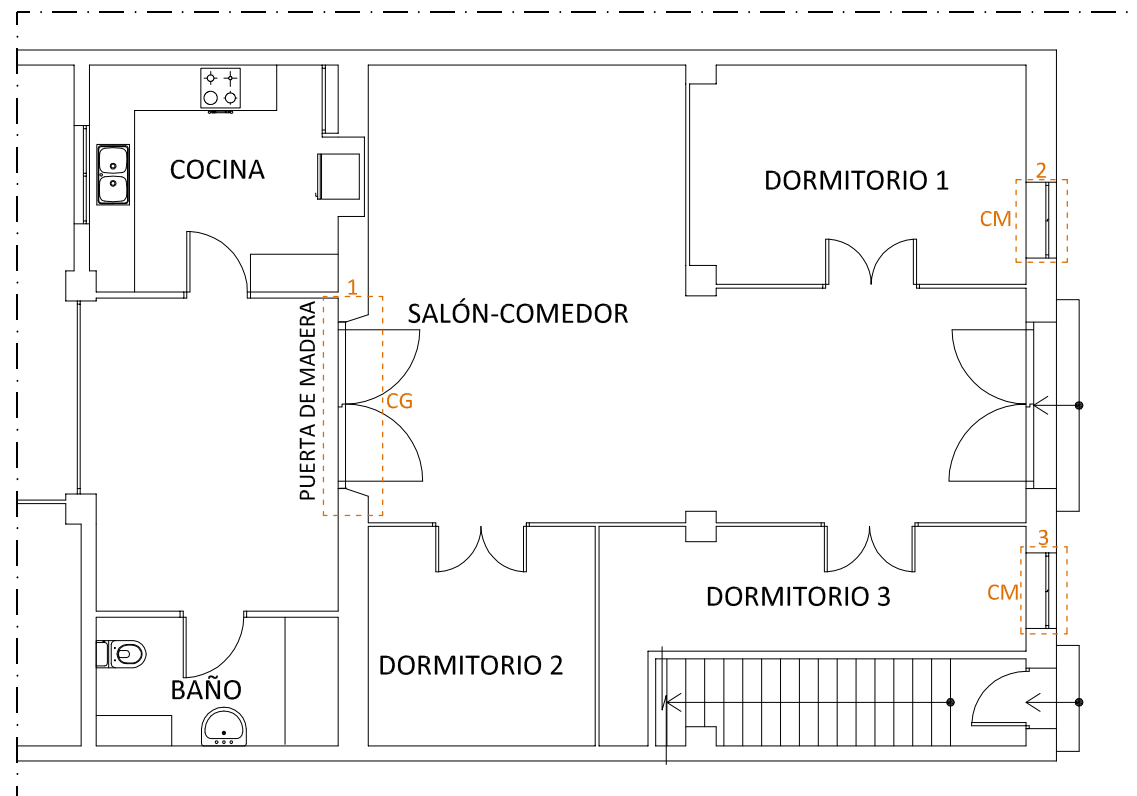 COCINA
DORMITORIO 1
2
CM
1
SALÓN-COMEDOR
PUERTA DE MADERA
CG
3
CM
DORMITORIO 3
DORMITORIO 2
BAÑO